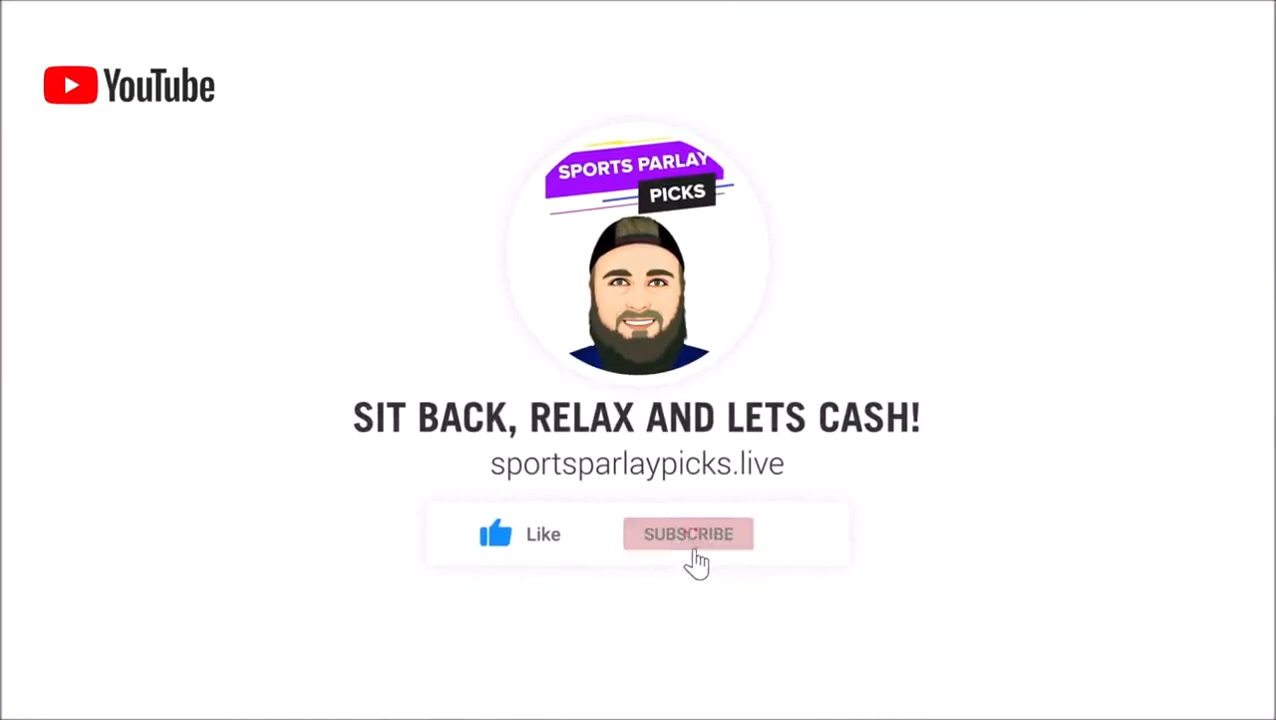 YouTube
SPORTS PARLAY
PICKS
SIT BACK, RELAX AND LETS CASH!
sportsparlaypicks.live
Like
SUBSCRIBE